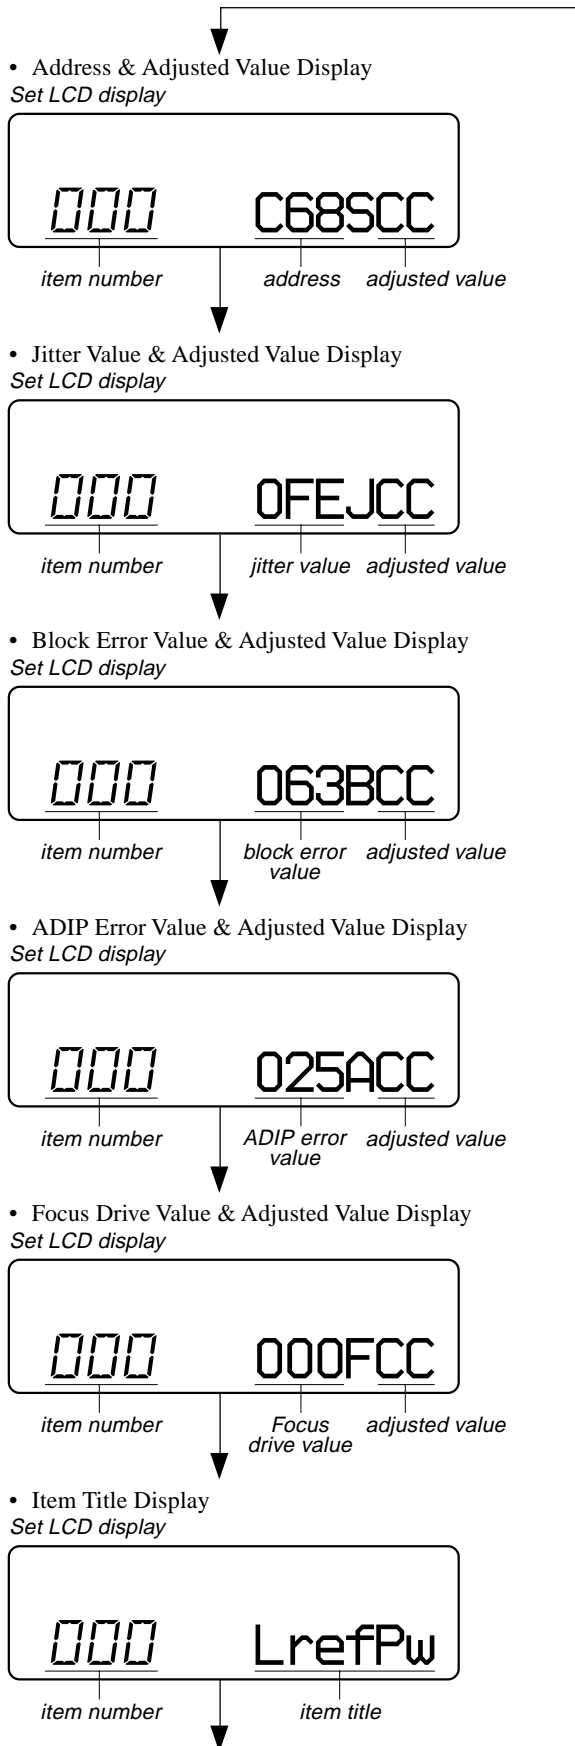 • Address & Adjusted Value Display
Set LCD display
000 C68SCC
item number address adjusted value
• Jitter Value & Adjusted Value Display
Set LCD display
000 0FEJCC
item number jitter value adjusted value
• Block Error Value & Adjusted Value Display
Set LCD display
000 063BCC
item number block error value adjusted value
• ADIP Error Value & Adjusted Value Display
Set LCD display
000 025ACC
item number ADIP error value adjusted value
• Focus Drive Value & Adjusted Value Display
Set LCD display
000 000FCC
item number Focus drive value adjusted value
• Item Title Display
Set LCD display
000 LrefPw
item number item title